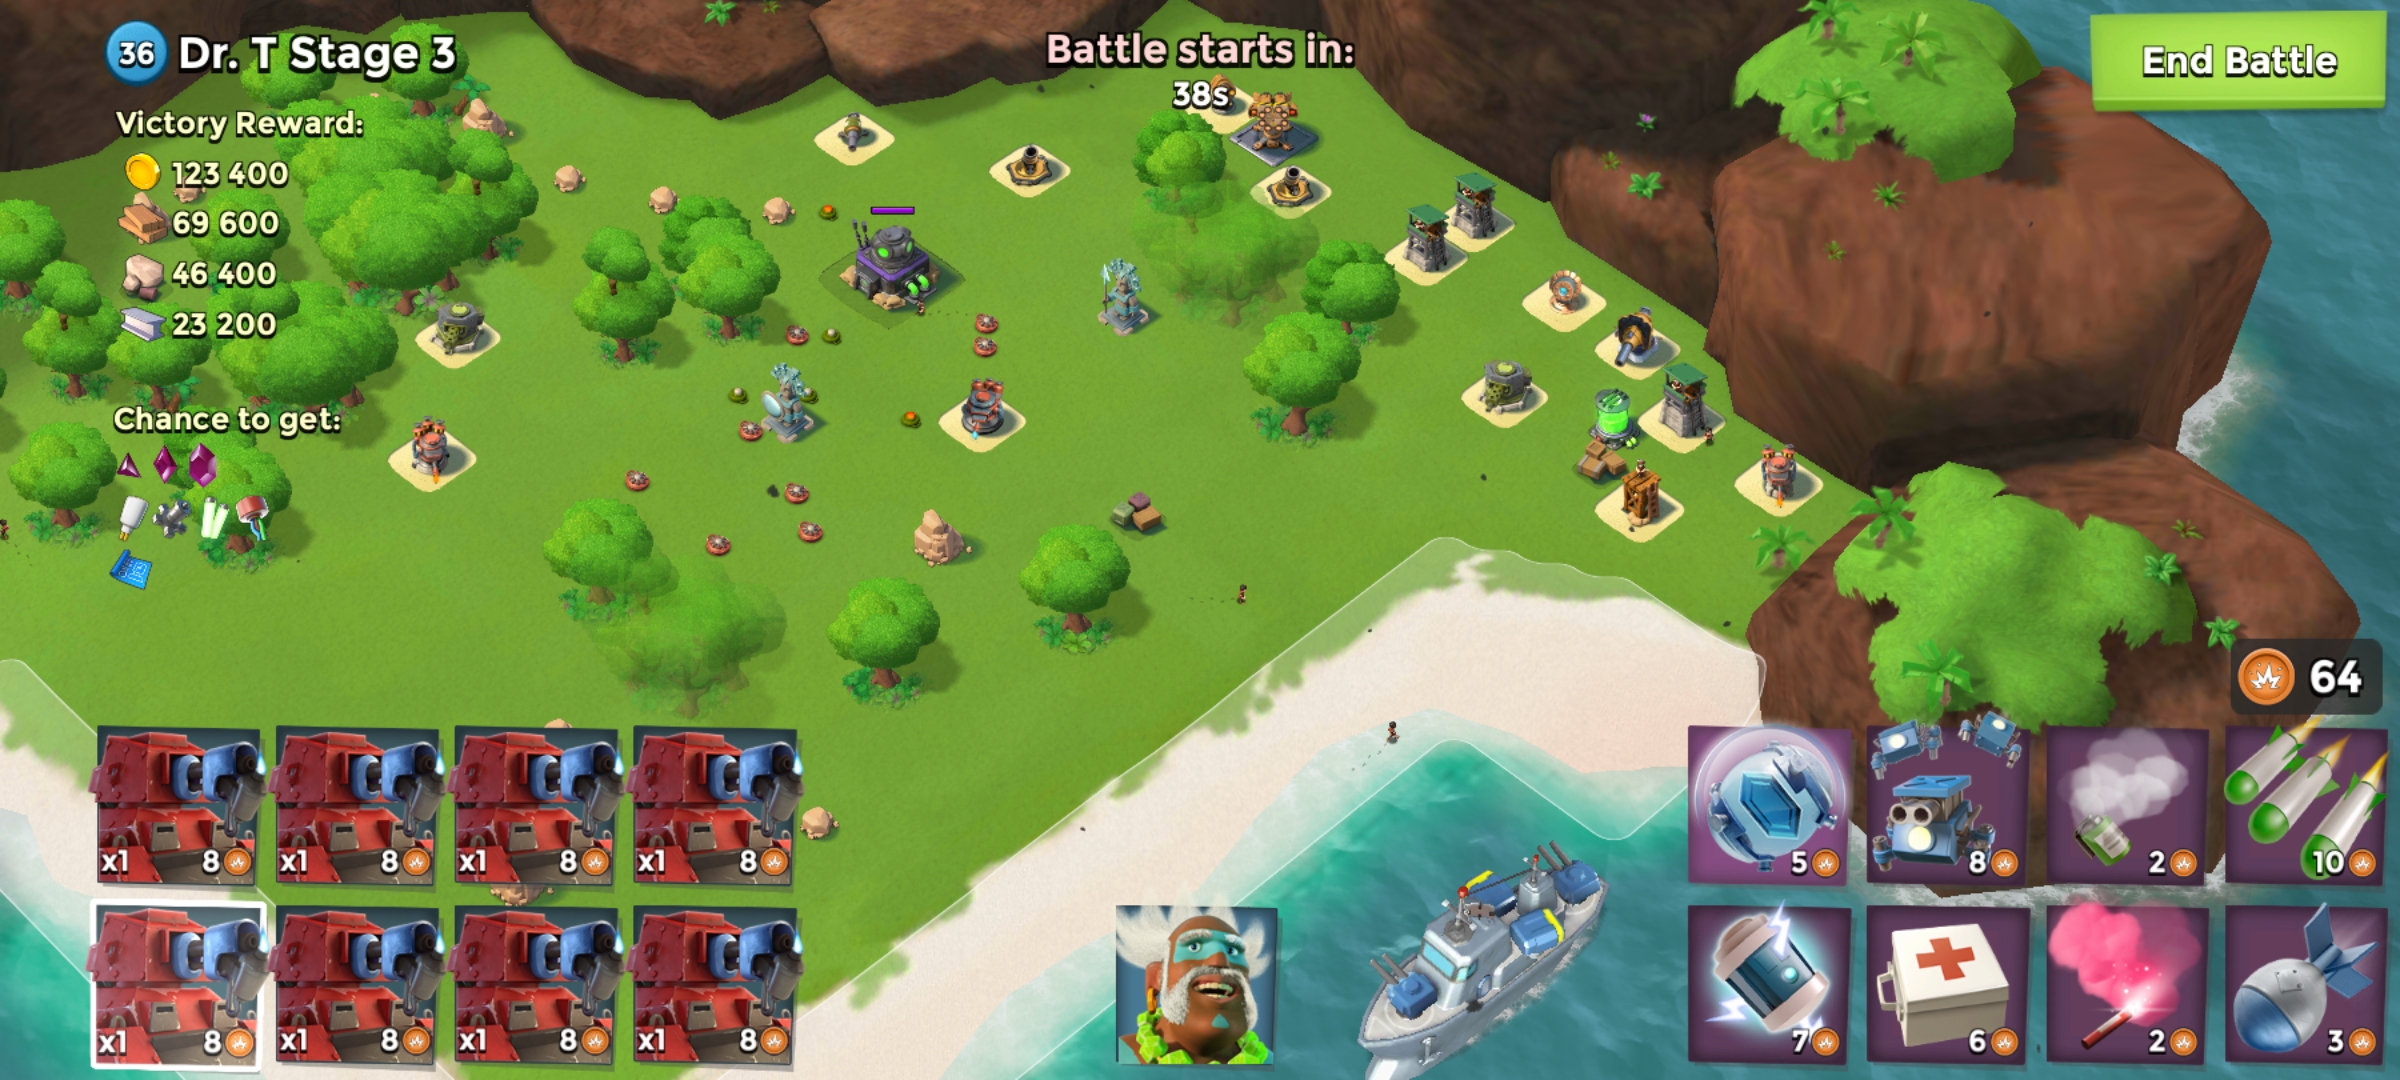 36 Dr. T Stage 3
Battle starts in:
38s
End Battle
Victory Reward:
123 400
69 600
46 400
23 200
Chance to get:
64
x1 8
x1 8
x1 8
x1 8
5
8
2
10
x1 8
x1 8
x1 8
x1 8
7
6
2
3